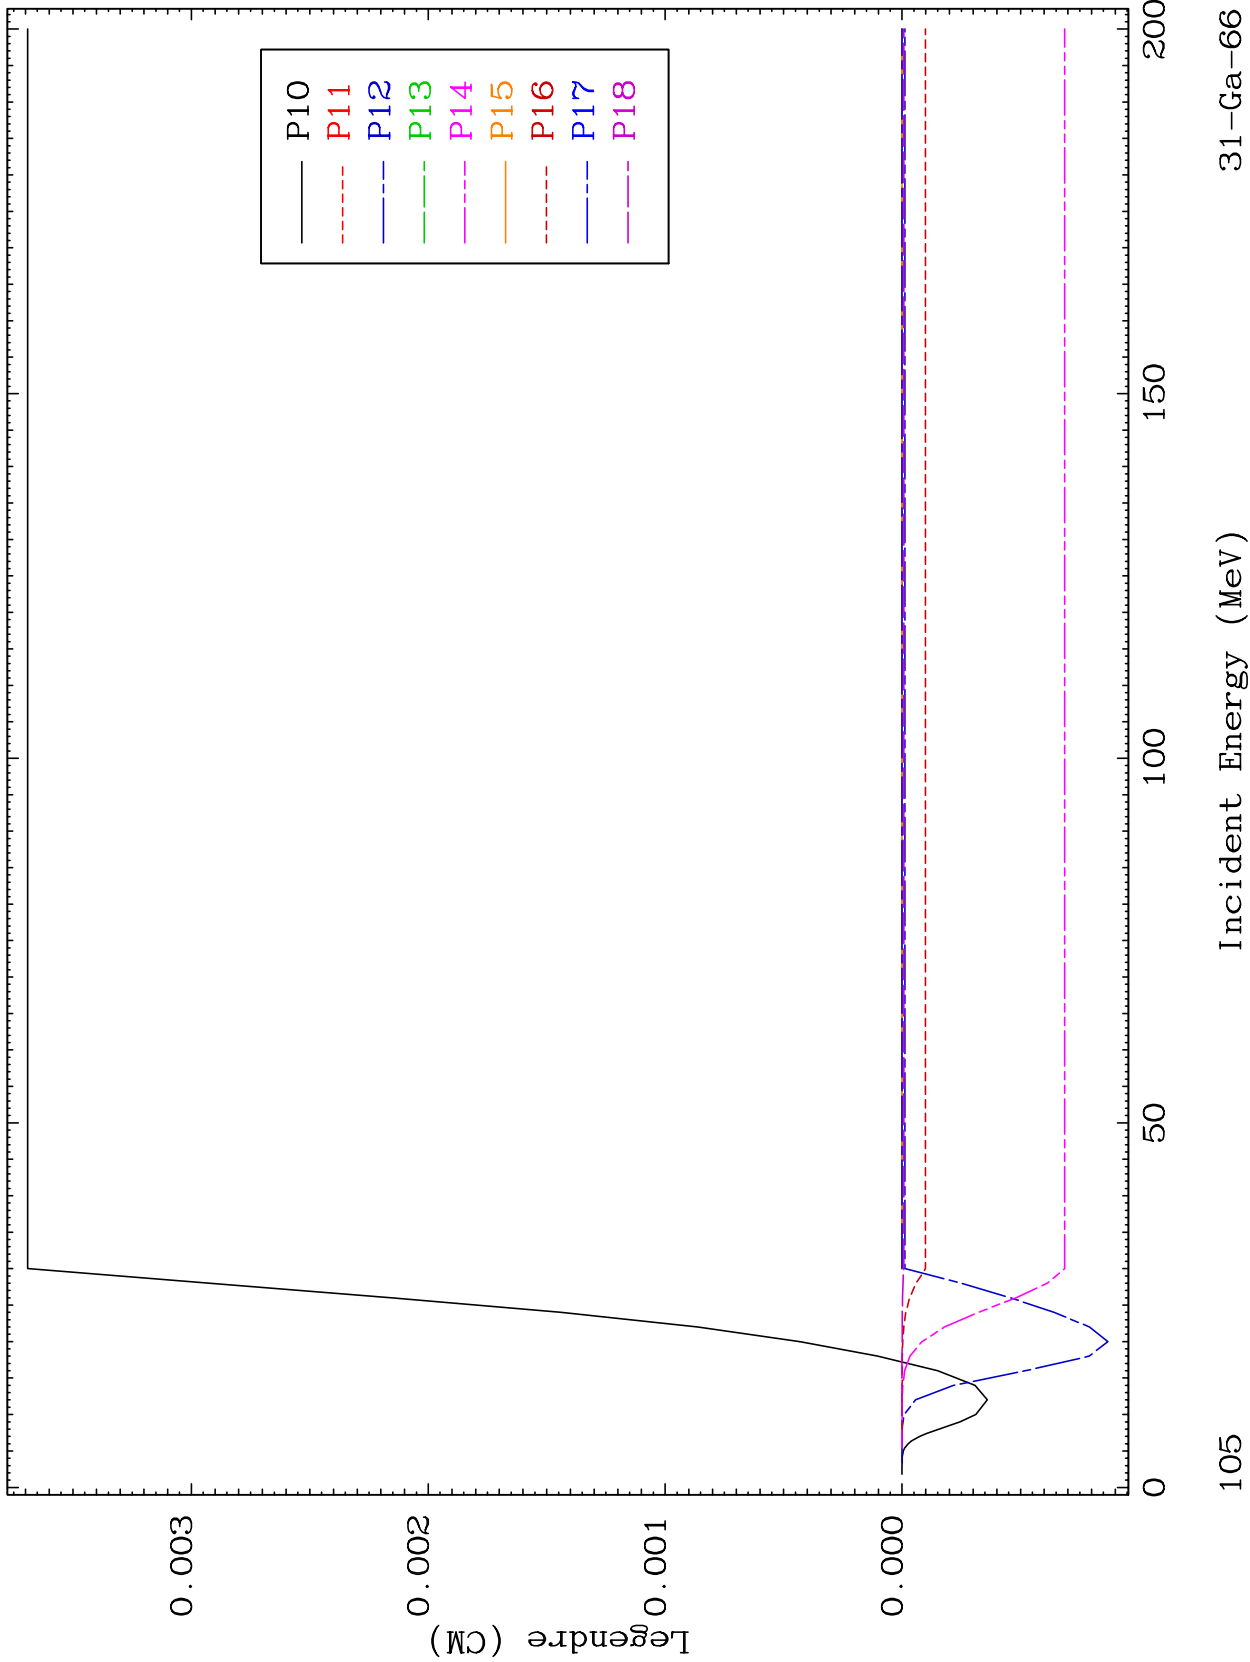 Legendre (CM)
0.003
0.002
0.001
0.000
P10
P11
P12
P13
P14
P15
P16
P17
P18
0
50
100
150
200
Incident Energy (MeV)
105
31-Ga-66